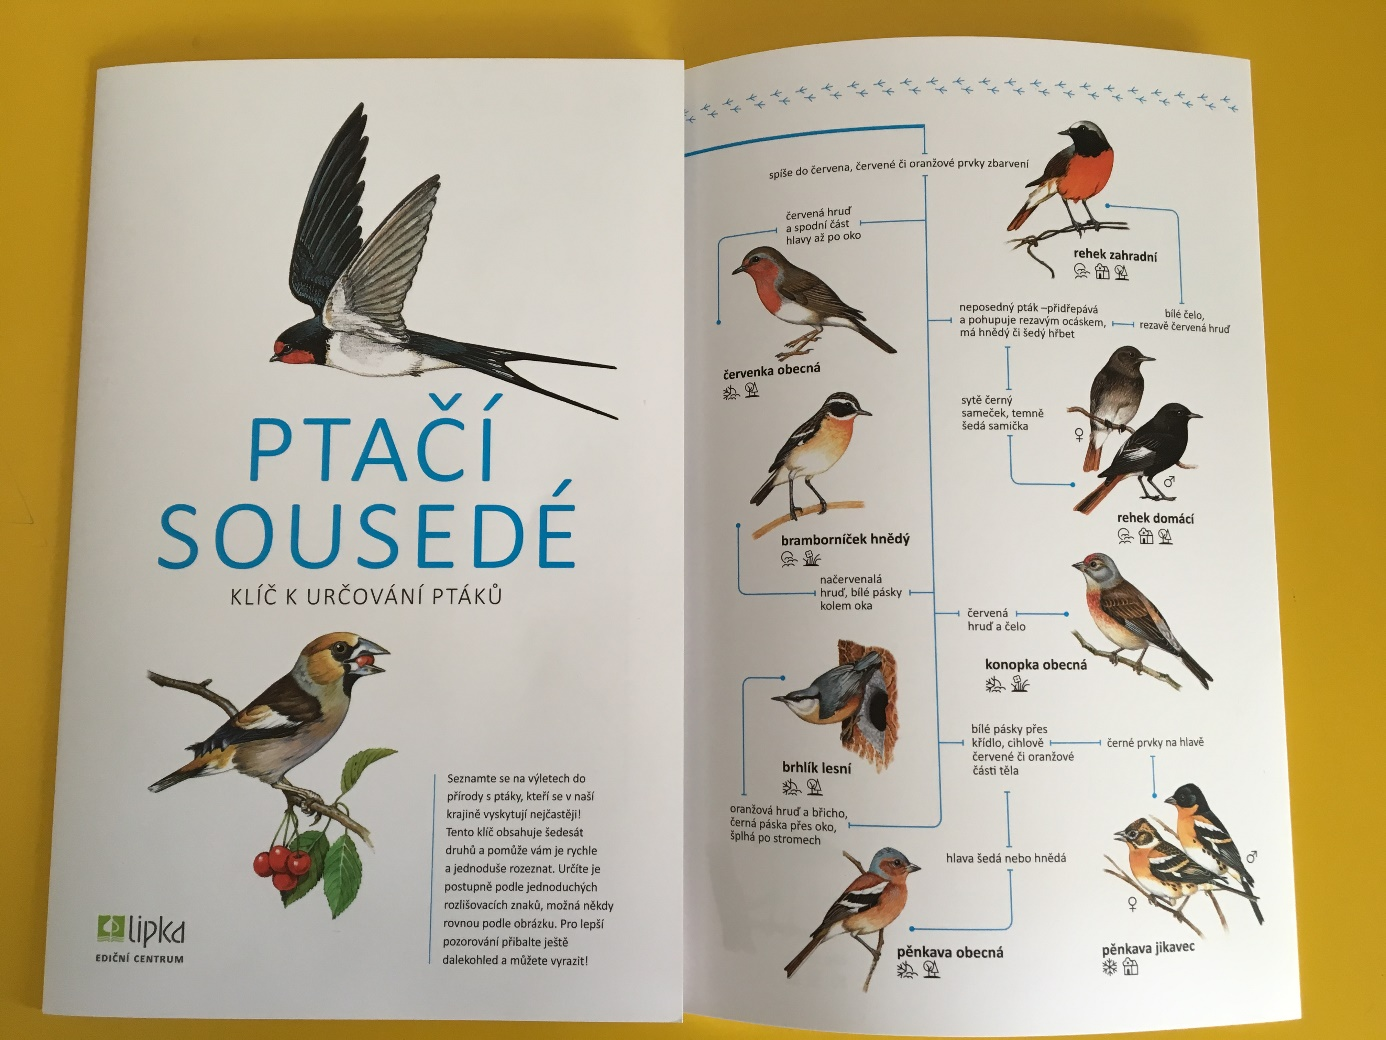 PTAČÍ
SOUSEDÉ
KLÍČ K URČOVÁNÍ PTÁKŮ
Seznamte se na výletech do
přírody s ptáky, kteří se v naší
krajině vyskytují nejčastěji!
Tento klíč obsahuje šedesát
druhů a pomůže vám je rychle
a jednoduše rozeznat. Určíte je
postupně podle jednoduchých
rozlišovacích znaků, možná někdy
rovnou podle obrázku. Pro lepší
pozorování přibalte ještě
dalekohled a můžete vyrazit!
lipka
EDIČNÍ CENTRUM
spíše do červena, červené či oranžové prvky zbarvení
červená hruď
a spodní část
hlavy až po oko
červenka obecná
rehek zahradní
neposedný pták –přidřepává
a pohupuje rezavým ocáskem,
má hnědý či šedý hřbet
bílé čelo,
rezavě červená hruď
sytě černý
sameček, temně
šedá samička
♀
♂
rehek domácí
bramborníček hnědý
načervenalá
hruď, bílé pásky
kolem oka
červená
hruď a čelo
konopka obecná
brhlík lesní
oranžová hruď a břicho,
černá páska přes oko,
šplhá po stromech
bílé pásky přes
křídlo, cihlově
červené či oranžové
části těla
černé prvky na hlavě
hlava šedá nebo hnědá
pěnkava obecná
♀
♂
pěnkava jikavec